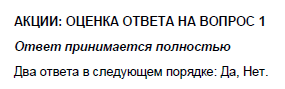 АКЦИИ: ОЦЕНКА ОТВЕТА НА ВОПРОС 1
Ответ принимается полностью
Два ответа в следующем порядке: Да, Нет.